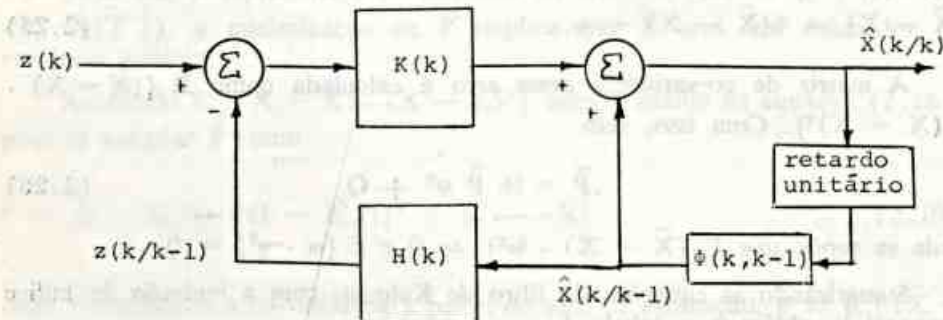 z(k)
+
Σ
-
K(k)
+
Σ
+
X̂(k/k)
retardo
unitário
z(k/k-1)
H(k)
X̂(k/k-1)
Φ(k,k-1)